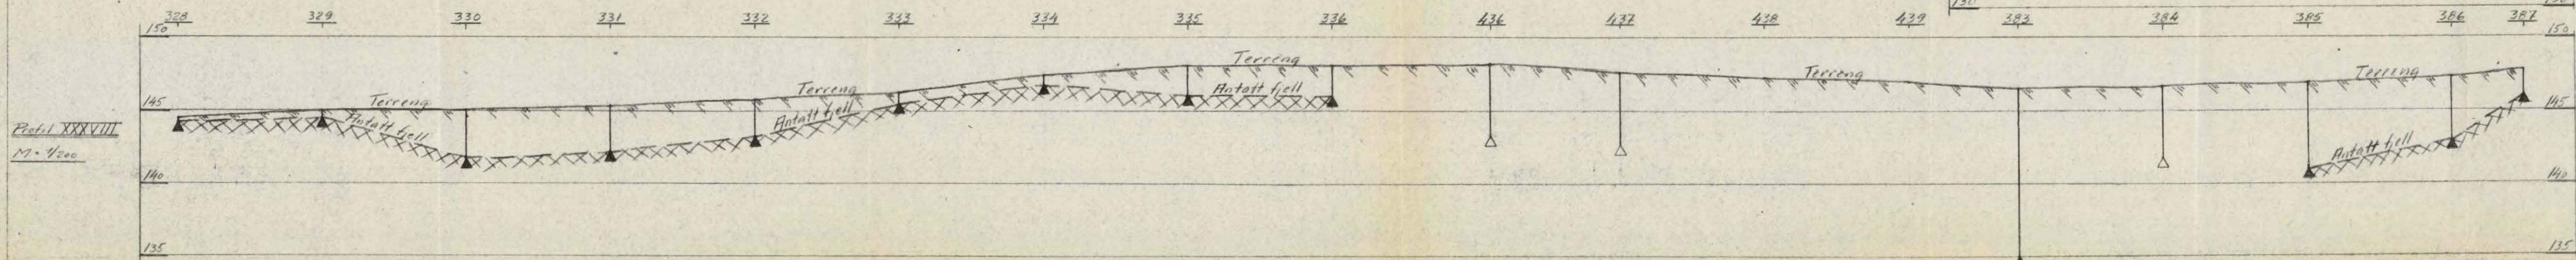 130
328 329 330 331 332 333 334 335 336 436 437 438 439 383 384 385 386 387
150 150
Terreng Terreng Terreng Terreng Terreng
145 Antatt fjell Antatt fjell Antatt fjell 145
Profil XXXVIII
M = 1/200
Antatt fjell
140 140
135 135